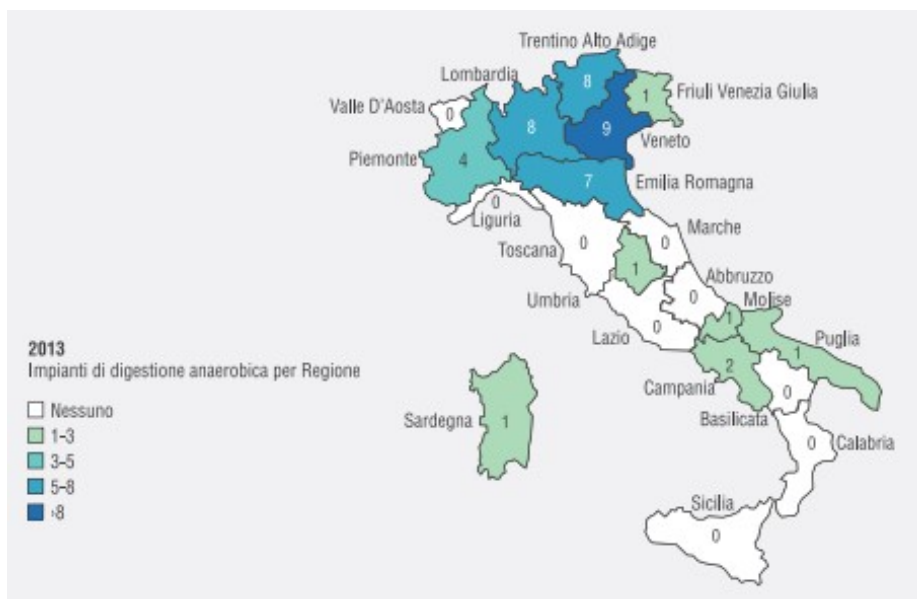 Trentino Alto Adige
Lombardia
8
Friuli Venezia Giulia
1
Valle D'Aosta
0
8
9
Veneto
Piemonte
4
7
Emilia Romagna
0
Liguria
Marche
0
0
Toscana
1
Abbruzzo
0
Molise
Umbria
1
Lazio
0
Puglia
1
2013
Impianti di digestione anaerobica per Regione
2
Campania
0
Nessuno
1-3
Sardegna
1
Basilicata
3-5
0
Calabria
5-8
›8
Sicilia
0